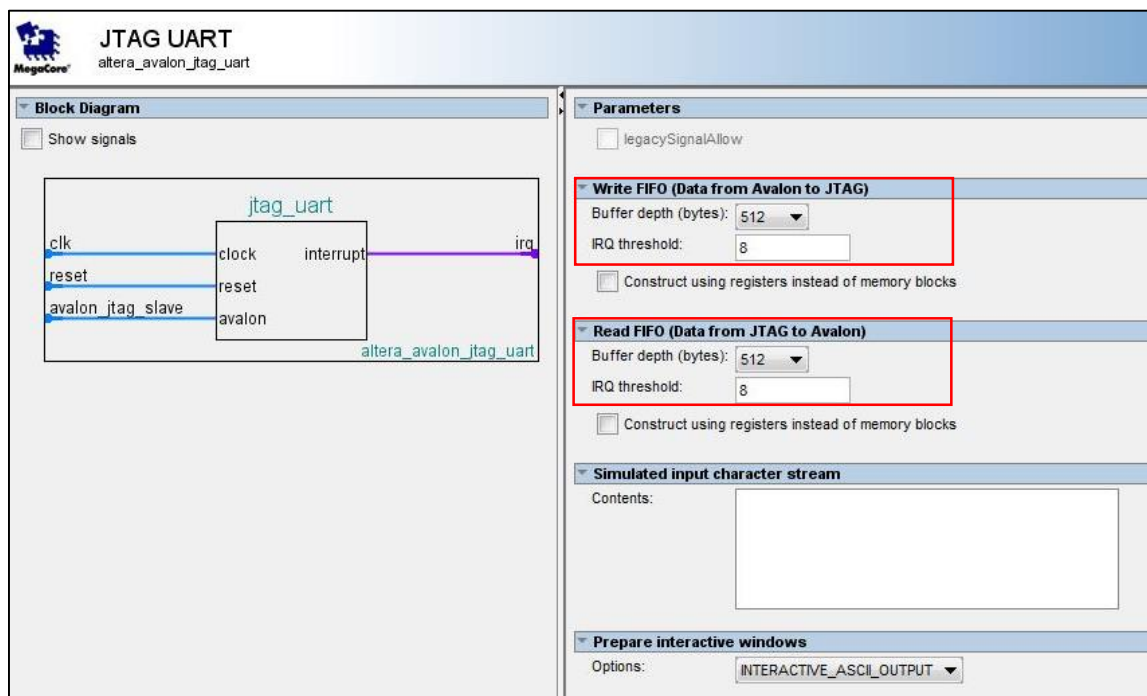 JTAG UART
altera_avalon_jtag_uart
MegaCore®
Block Diagram
Show signals
jtag_uart
clk
clock
interrupt
irq
reset
reset
avalon_jtag_slave
avalon
altera_avalon_jtag_uart
Parameters
legacySignalAllow
Write FIFO (Data from Avalon to JTAG)
Buffer depth (bytes): 512
IRQ threshold: 8
Construct using registers instead of memory blocks
Read FIFO (Data from JTAG to Avalon)
Buffer depth (bytes): 512
IRQ threshold: 8
Construct using registers instead of memory blocks
Simulated input character stream
Contents:
Prepare interactive windows
Options: INTERACTIVE_ASCII_OUTPUT